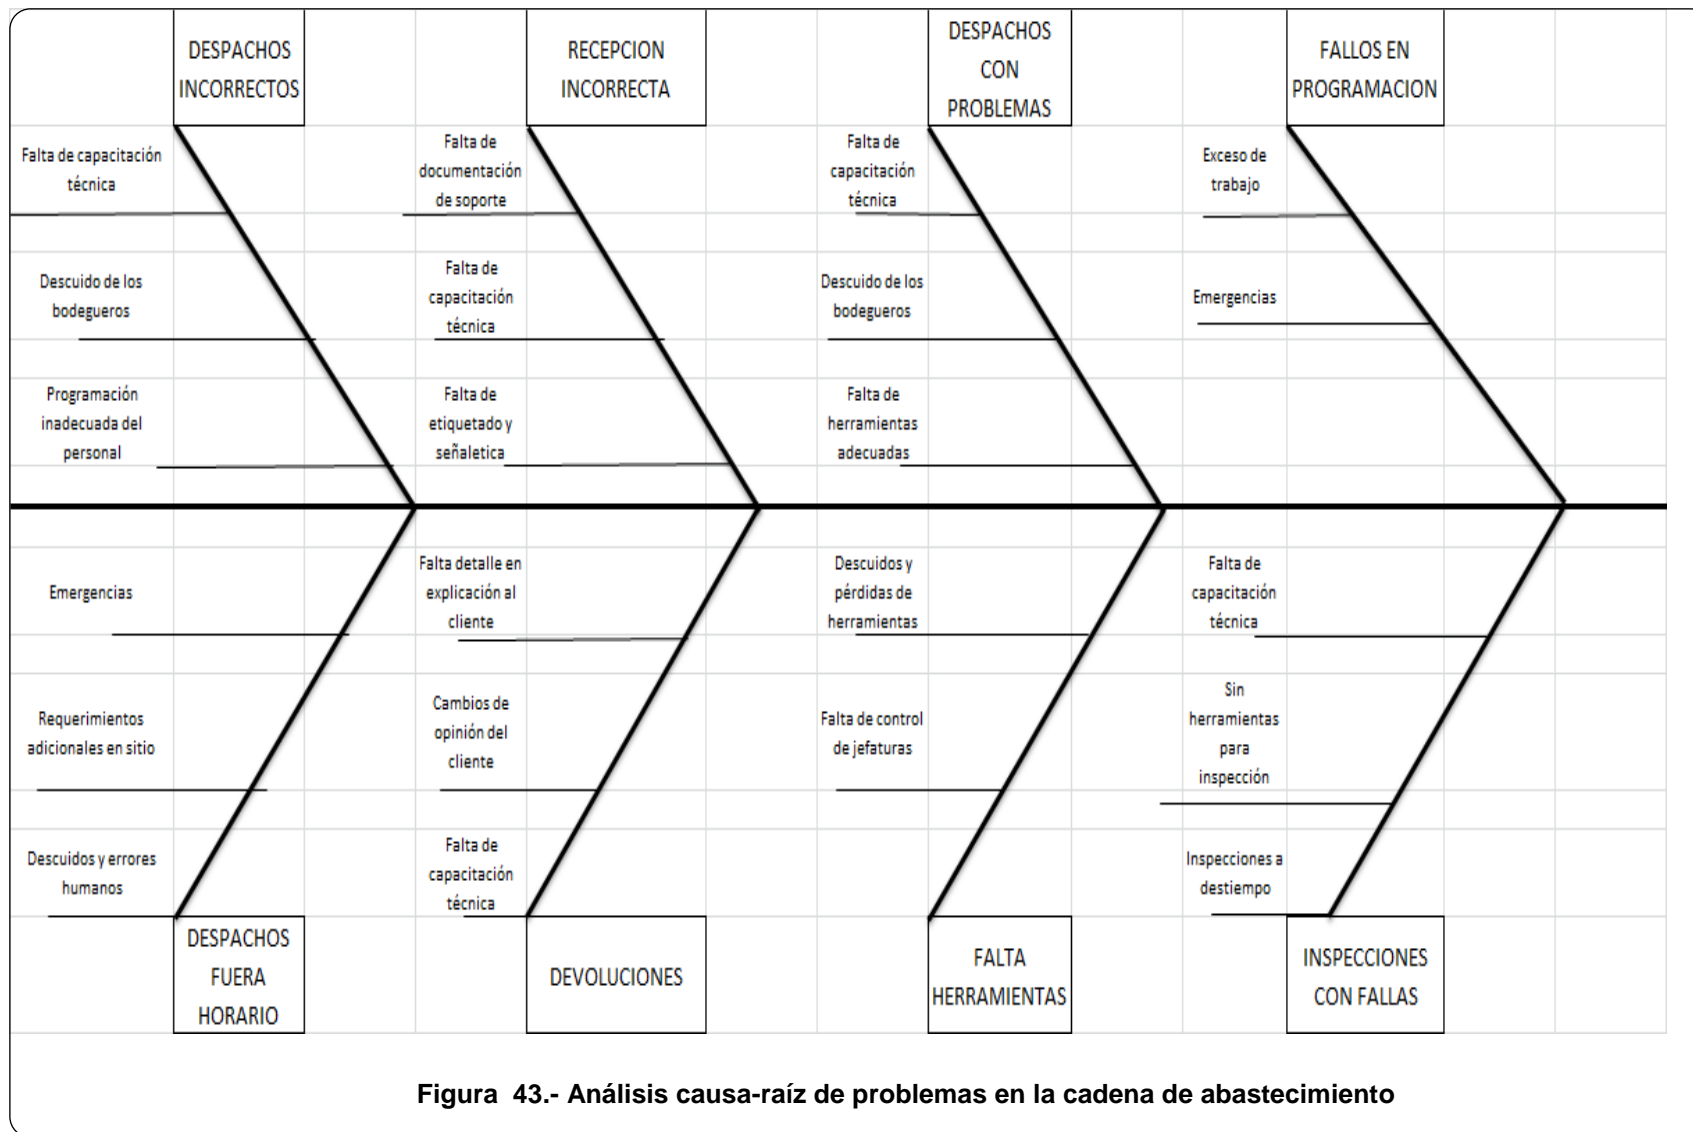 DESPACHOS
INCORRECTOS
RECEPCION
INCORRECTA
DESPACHOS
CON
PROBLEMAS
FALLOS EN
PROGRAMACION
Falta de capacitación
técnica
Descuido de los
bodegueros
Programación
inadecuada del
personal
Falta de
documentación
de soporte
Falta de
capacitación
técnica
Falta de
etiquetado y
señaletica
Falta de
capacitación
técnica
Descuido de los
bodegueros
Falta de
herramientas
adecuadas
Exceso de
trabajo
Emergencias
Emergencias
Requerimientos
adicionales en sitio
Descuidos y errores
humanos
Falta detalle en
explicación al
cliente
Cambios de
opinión del
cliente
Falta de
capacitación
técnica
Descuidos y
pérdidas de
herramientas
Falta de control
de jefaturas
Falta de
capacitación
técnica
Sin
herramientas
para
inspección
Inspecciones a
destiempo
DESPACHOS
FUERA
HORARIO
DEVOLUCIONES
FALTA
HERRAMIENTAS
INSPECCIONES
CON FALLAS
Figura 43.- Análisis causa-raíz de problemas en la cadena de abastecimiento